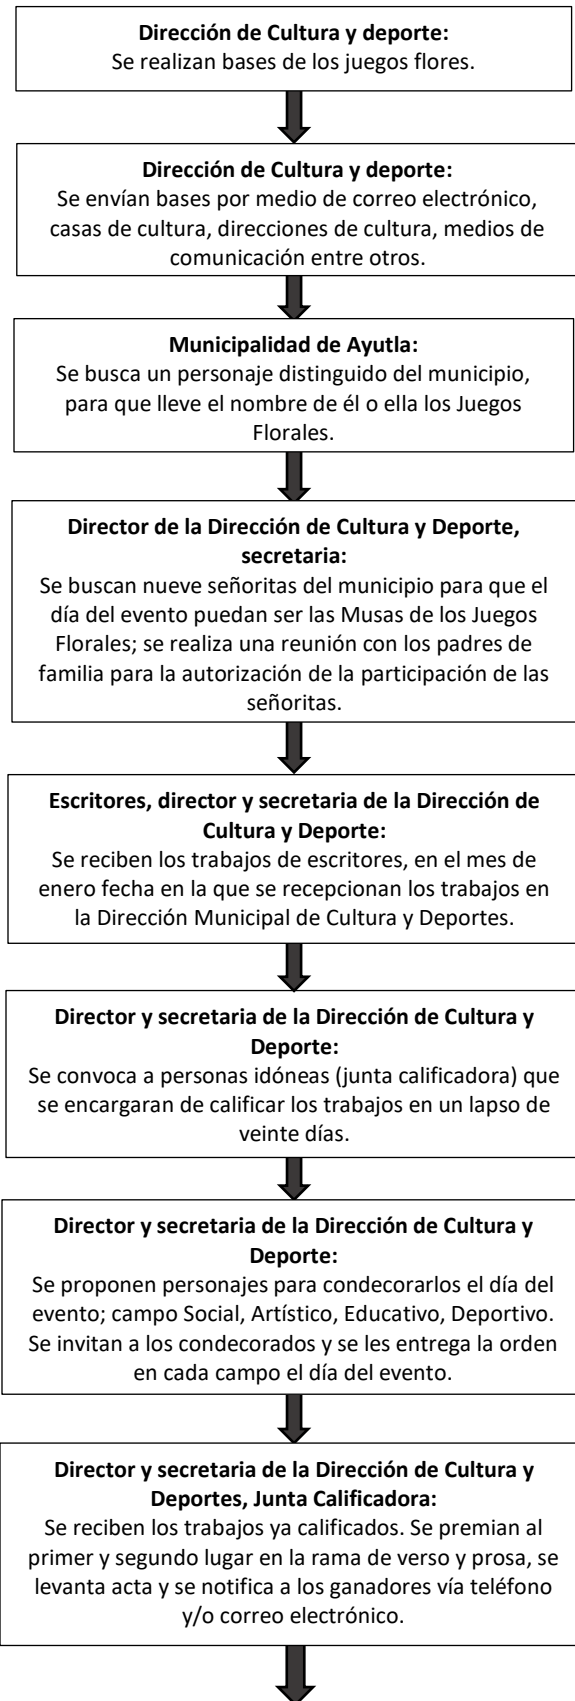 Dirección de Cultura y deporte:
Se realizan bases de los juegos flores.
Dirección de Cultura y deporte:
Se envían bases por medio de correo electrónico,
casas de cultura, direcciones de cultura, medios de
comunicación entre otros.
Municipalidad de Ayutla:
Se busca un personaje distinguido del municipio,
para que lleve el nombre de él o ella los Juegos
Florales.
Director de la Dirección de Cultura y Deporte,
secretaria:
Se buscan nueve señoritas del municipio para que el
día del evento puedan ser las Musas de los Juegos
Florales; se realiza una reunión con los padres de
familia para la autorización de la participación de las
señoritas.
Escritores, director y secretaria de la Dirección de
Cultura y Deporte:
Se reciben los trabajos de escritores, en el mes de
enero fecha en la que se recepcionan los trabajos en
la Dirección Municipal de Cultura y Deportes.
Director y secretaria de la Dirección de Cultura y
Deporte:
Se convoca a personas idóneas (junta calificadora) que
se encargaran de calificar los trabajos en un lapso de
veinte días.
Director y secretaria de la Dirección de Cultura y
Deporte:
Se proponen personajes para condecorarlos el día del
evento; campo Social, Artístico, Educativo, Deportivo.
Se invitan a los condecorados y se les entrega la orden
en cada campo el día del evento.
Director y secretaria de la Dirección de Cultura y
Deportes, Junta Calificadora:
Se reciben los trabajos ya calificados. Se premian al
primer y segundo lugar en la rama de verso y prosa, se
levanta acta y se notifica a los ganadores vía teléfono
y/o correo electrónico.